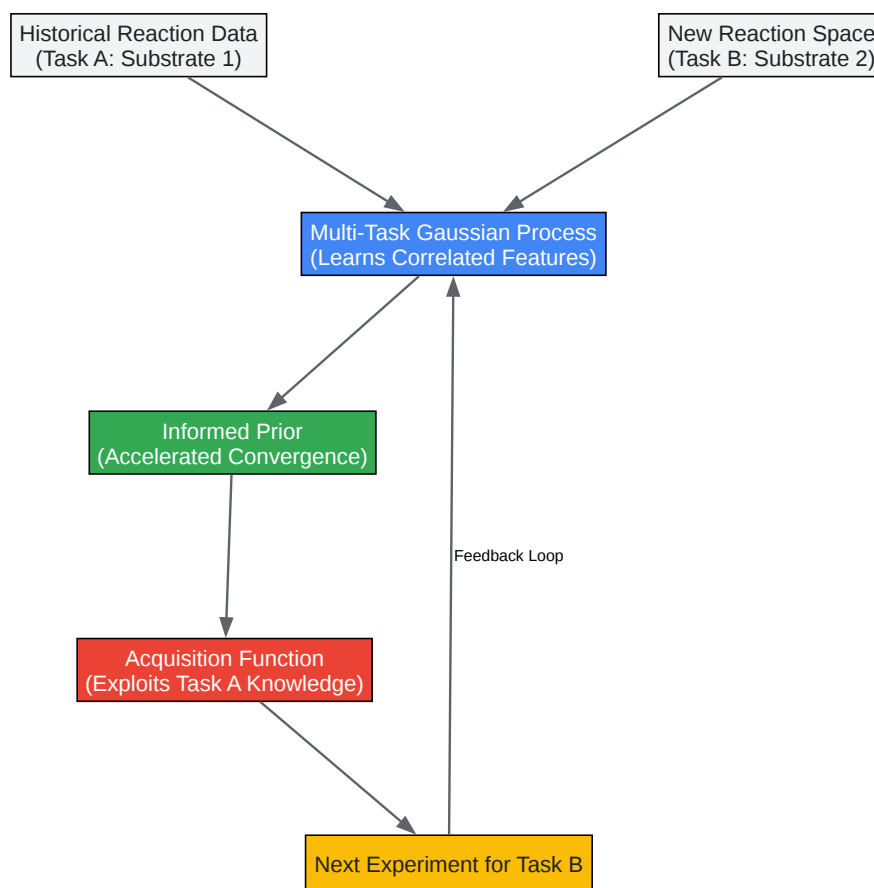 Historical Reaction Data
(Task A: Substrate 1)
New Reaction Space
(Task B: Substrate 2)
Multi-Task Gaussian Process
(Learns Correlated Features)
Informed Prior
(Accelerated Convergence)
Feedback Loop
Acquisition Function
(Exploits Task A Knowledge)
Next Experiment for Task B